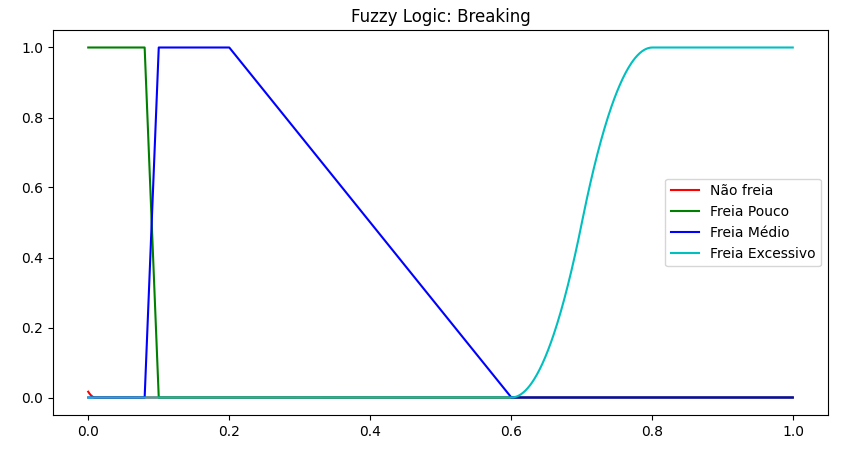 Fuzzy Logic: Breaking
1.0
0.8
0.6
0.4
0.2
0.0
Não freia
Freia Pouco
Freia Médio
Freia Excessivo
0.0 0.2 0.4 0.6 0.8 1.0